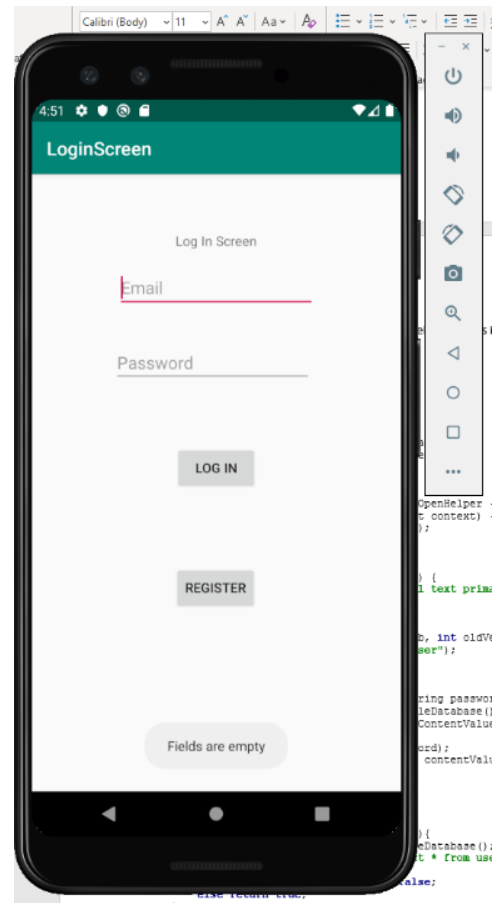 Calibri (Body) 11 A^ A˅ Aa A
4:51
LoginScreen
Log In Screen
Email
Password
LOG IN
REGISTER
Fields are empty
OpenHelper
t context)
);
) {
l text prima
b, int oldVe
ser");
ring passwor
leDatabase()
ContentValue
ord);
contentValu
){
eDatabase();
t * from use
alse;
else return true;